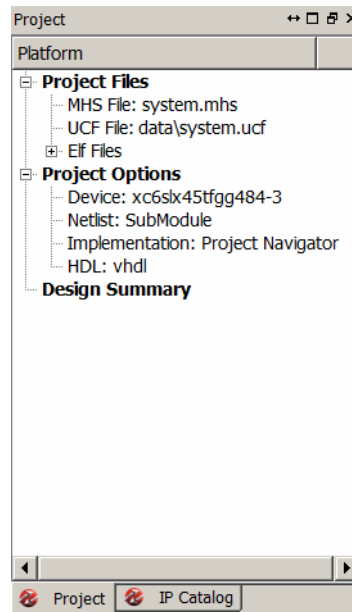 Project
Platform
Project Files
MHS File: system.mhs
UCF File: data\system.ucf
Elf Files
Project Options
Device: xc6slx45tfgg484-3
Netlist: SubModule
Implementation: Project Navigator
HDL: vhdl
Design Summary
Project IP Catalog